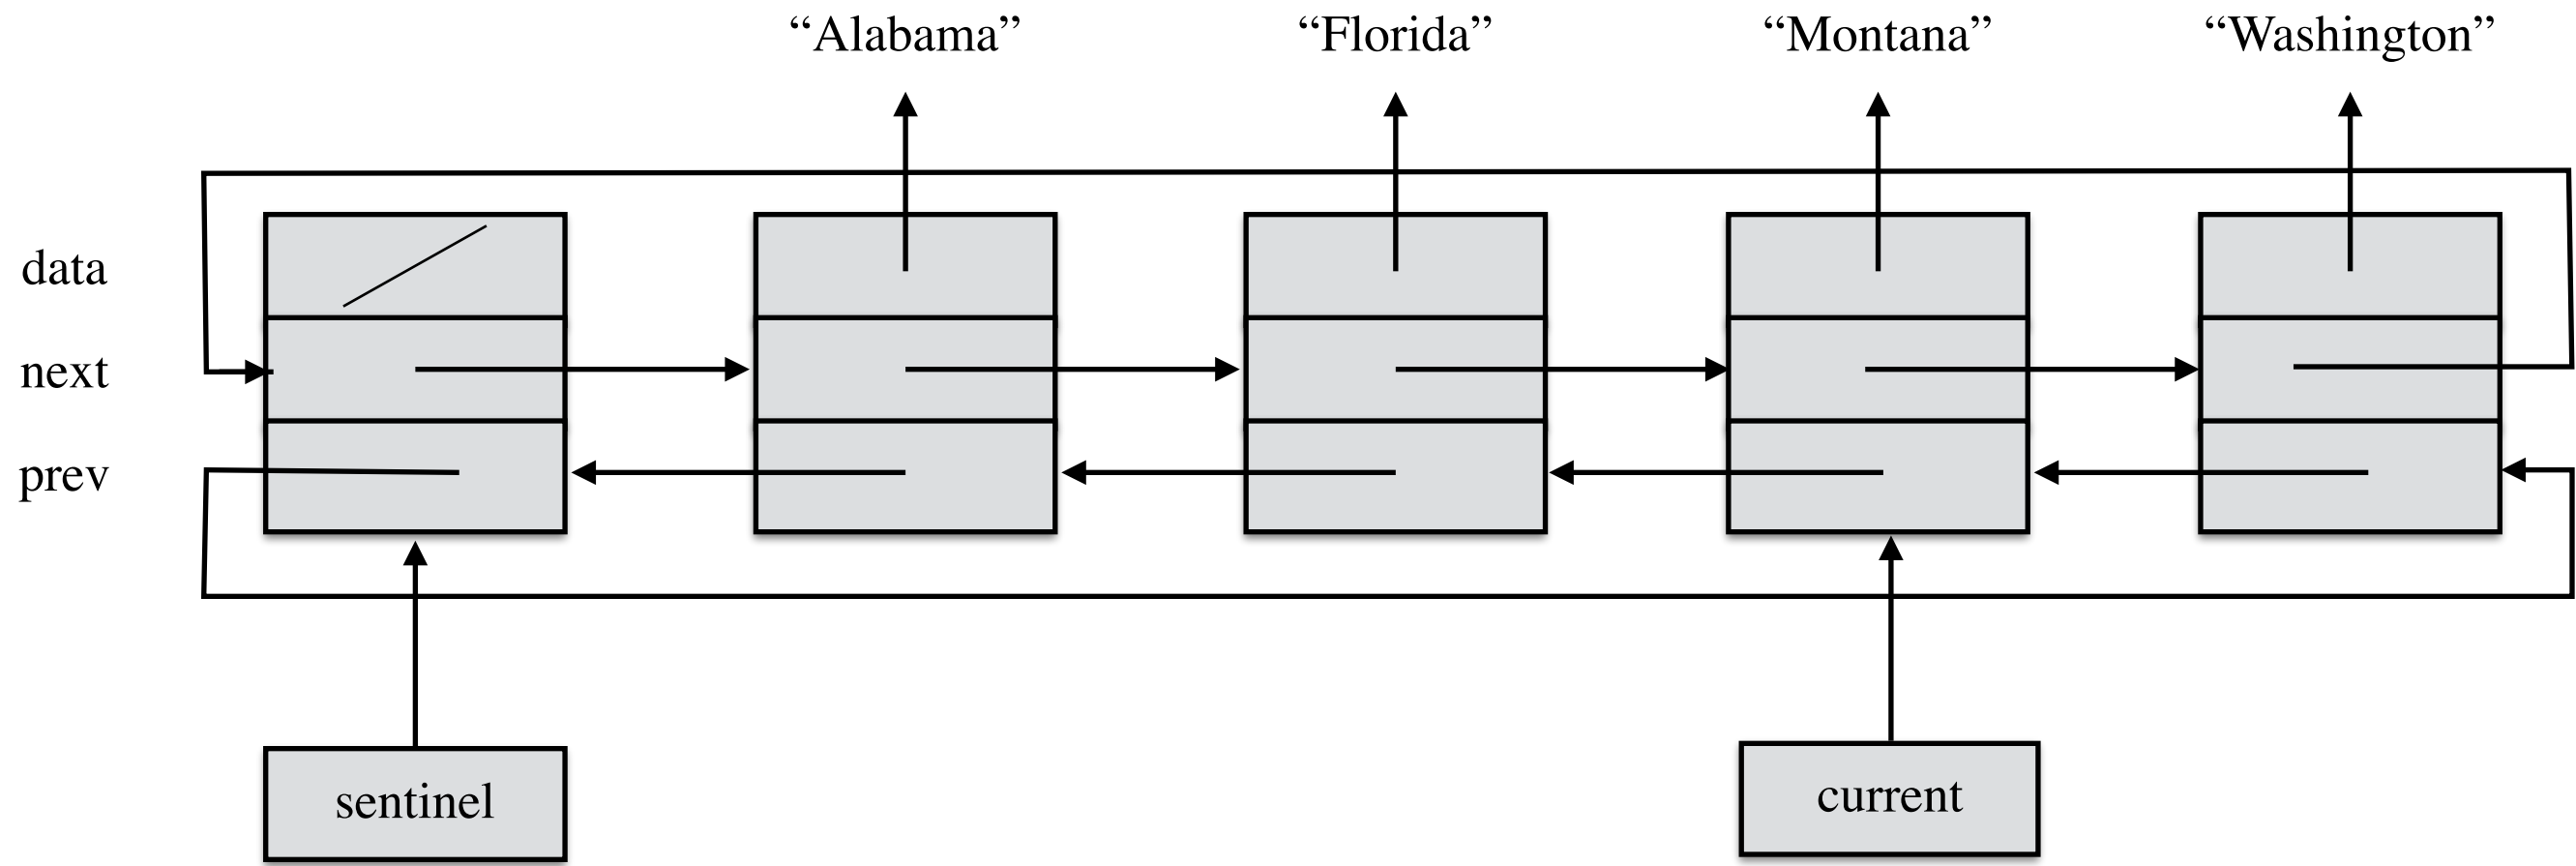 “Alabama” “Florida” “Montana” “Washington”
data
next
prev
sentinel current